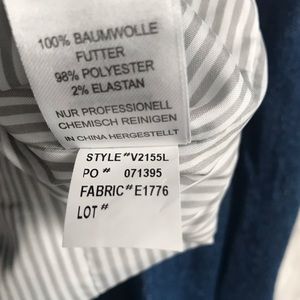 100% BAUMWOLLE
FUTTER
98% POLYESTER
2% ELASTAN
NUR PROFESSIONELL
CHEMISCH REINIGEN
IN CHINA HERGESTELLT
STYLE#V2155L
PO # 071395
FABRIC#E1776
LOT #